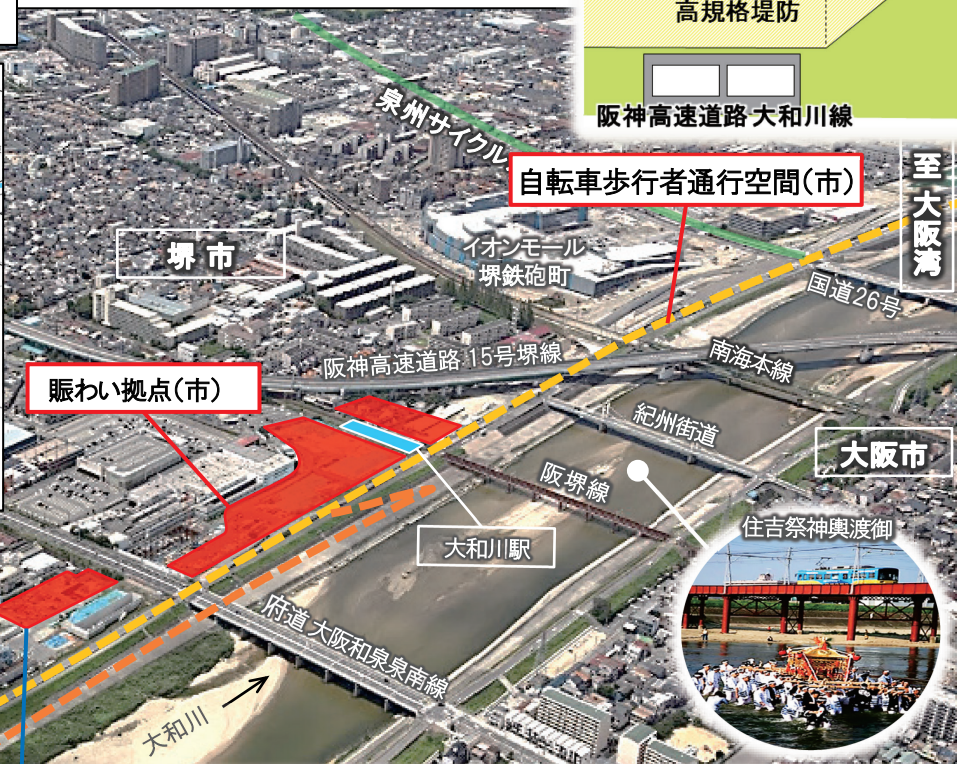 高規格堤防
阪神高速道路 大和川線
泉州サイクル
自転車歩行者通行空間(市)
至大阪湾
堺市
イオンモール
堺鉄砲町
国道26号
阪神高速道路 15号堺線
南海本線
賑わい拠点(市)
紀州街道
大阪市
阪堺線
大和川駅
住吉祭神輿渡御
府道 大阪和泉泉南線
大和川